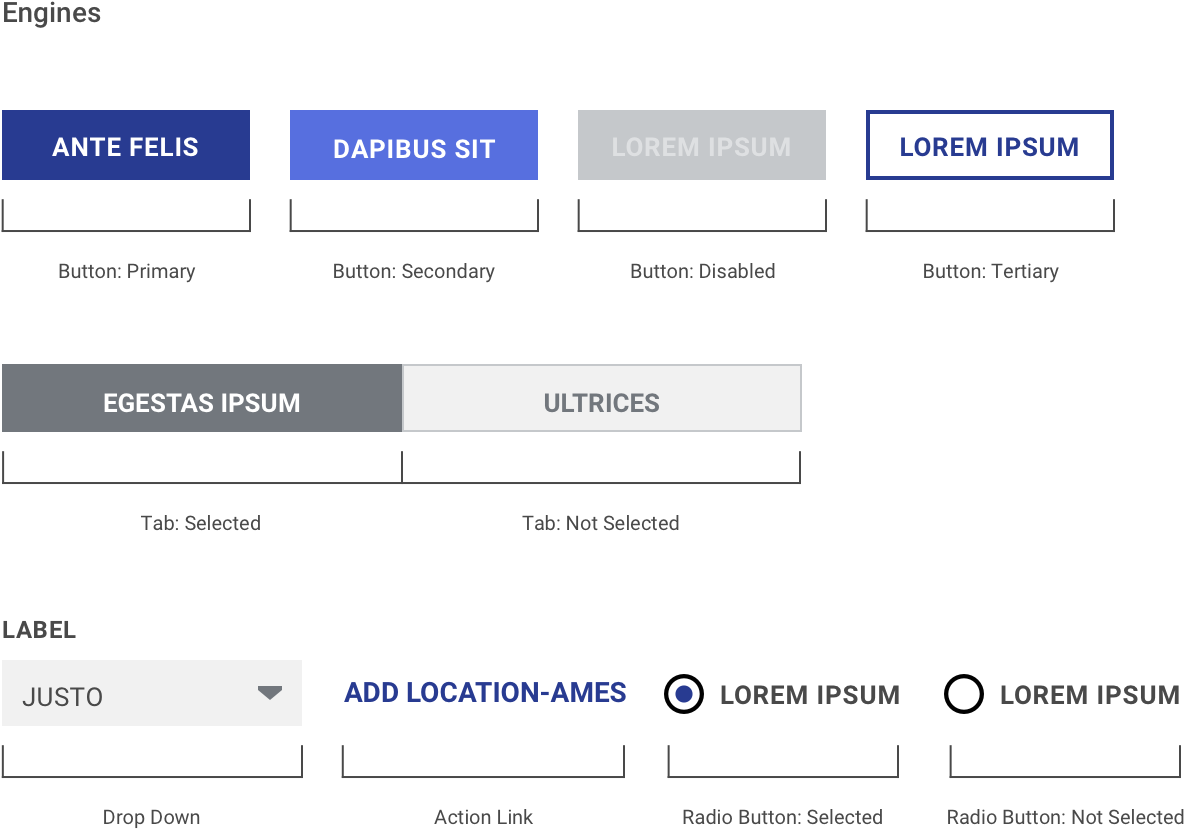 Engines
ANTE FELIS
DAPIBUS SIT
LOREM IPSUM
LOREM IPSUM
Button: Primary
Button: Secondary
Button: Disabled
Button: Tertiary
EGESTAS IPSUM
ULTRICES
Tab: Selected
Tab: Not Selected
LABEL
JUSTO
ADD LOCATION-AMES
LOREM IPSUM
LOREM IPSUM
Drop Down
Action Link
Radio Button: Selected
Radio Button: Not Selected